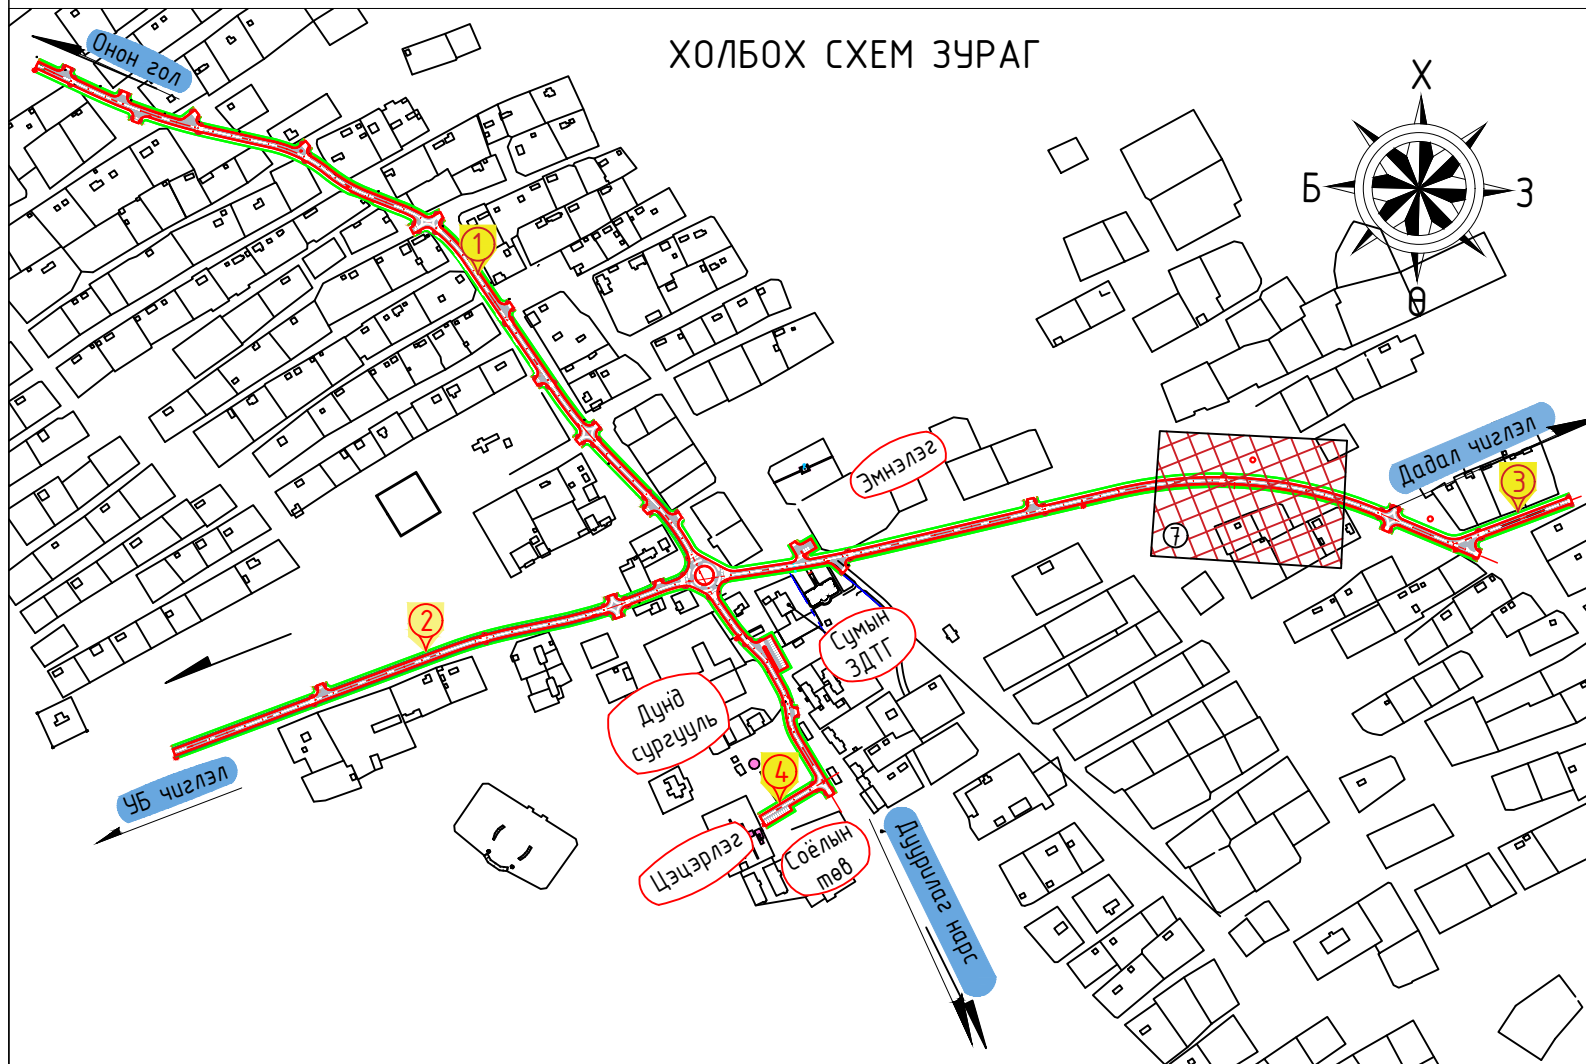 ХОЛБОХ СХЕМ ЗУРАГ
Онон гол
Х
Б
З
Ө
1
Эмнэлэг
Дадал чиглэл
3
7
2
Сумын
ЗДТГ
Дунд
сургууль
УБ чиглэл
4
Цэцэрлэг
Соёлын
төв
Дуурилаг нарс